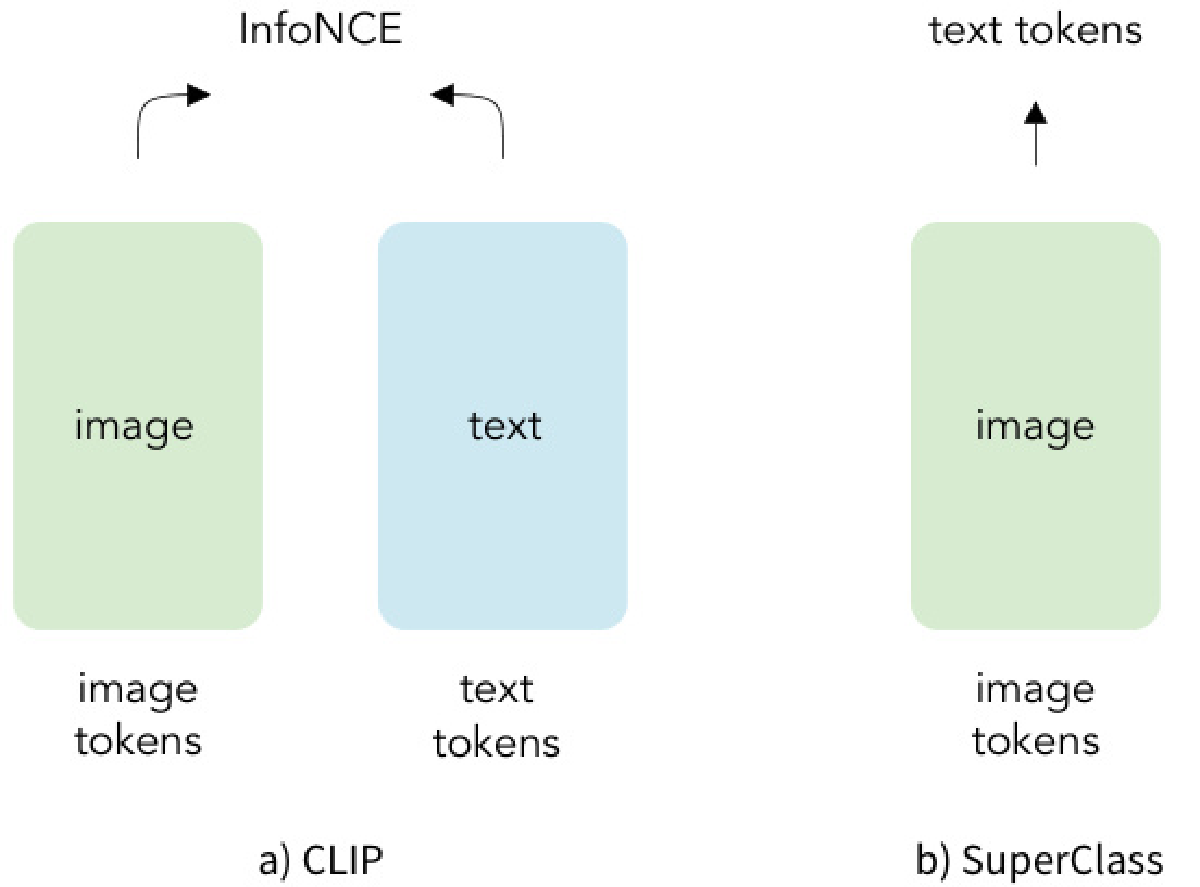 InfoNCE
text tokens
image
text
image
image
tokens
text
tokens
image
tokens
a) CLIP
b) SuperClass